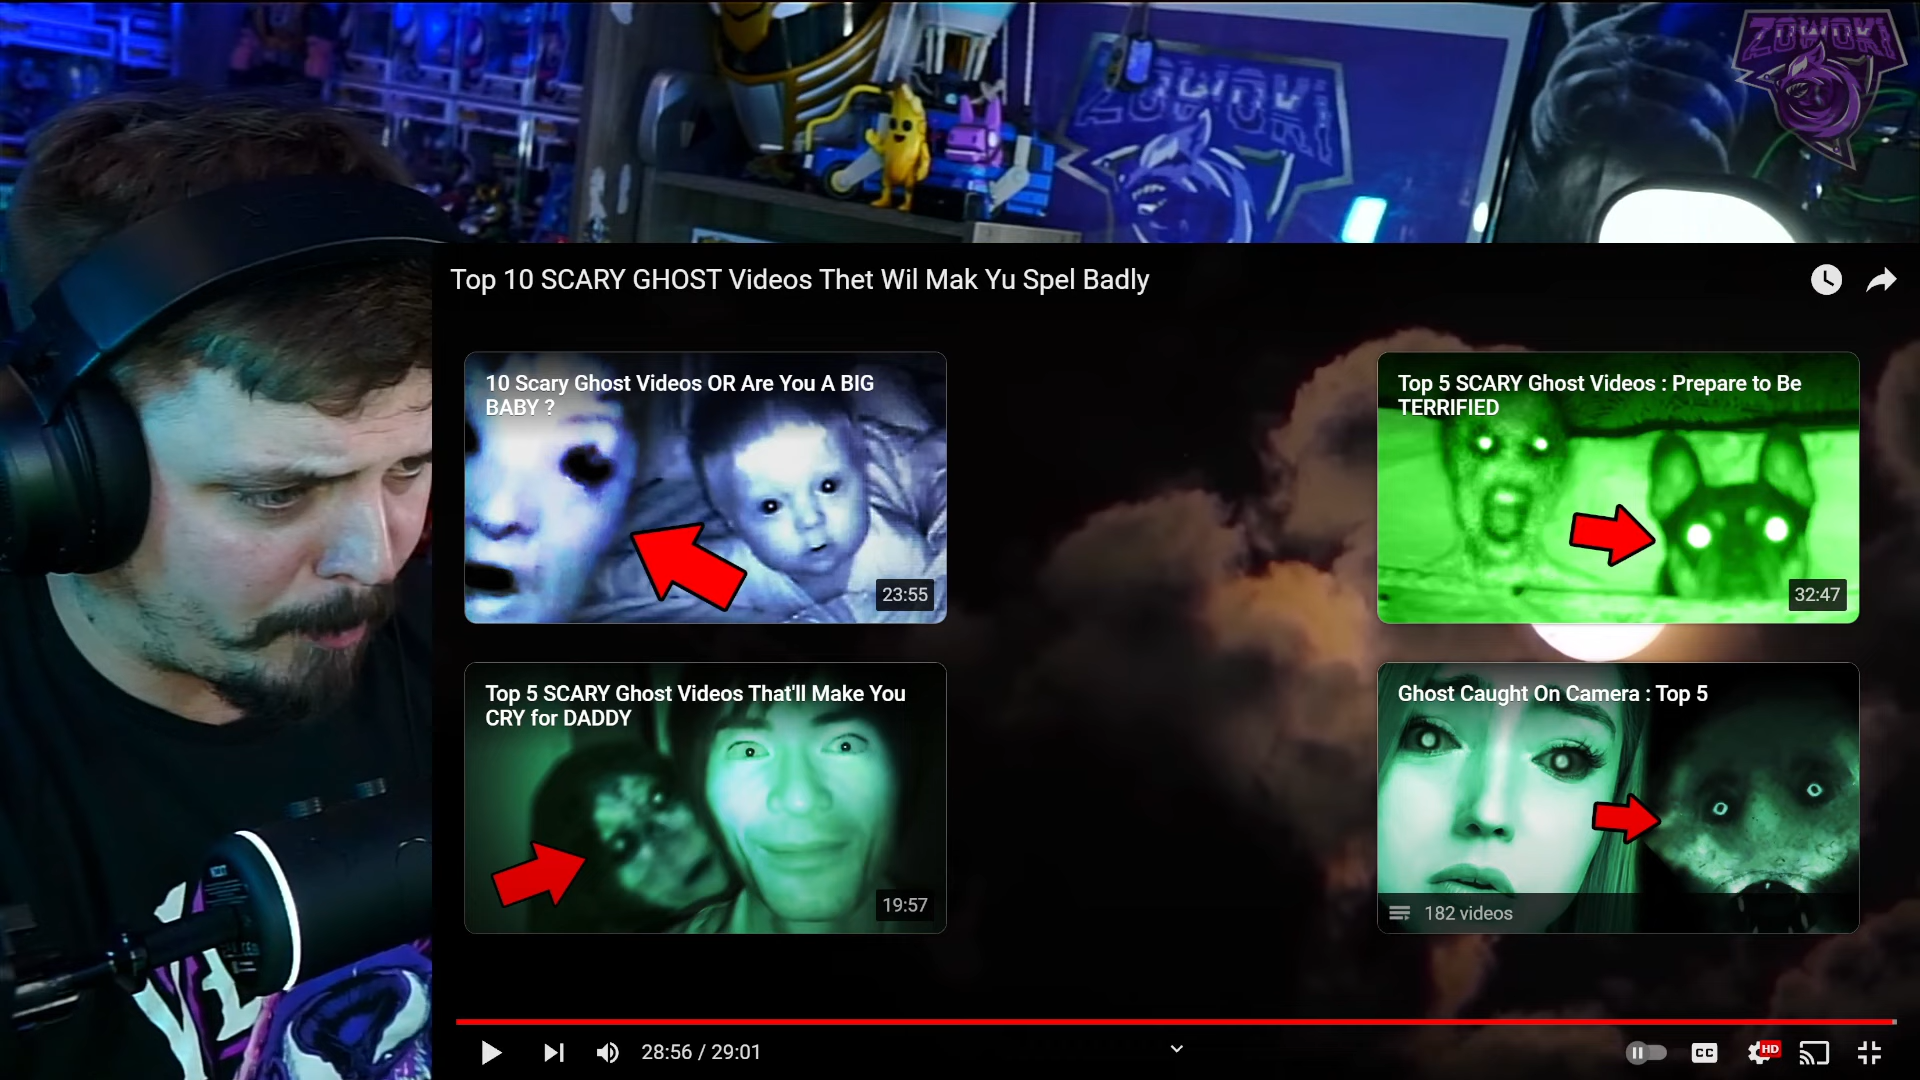 ZOWOKI
ZOWOKI
Top 10 SCARY GHOST Videos Thet Wil Mak Yu Spel Badly
10 Scary Ghost Videos OR Are You A BIG
BABY ?
23:55
Top 5 SCARY Ghost Videos : Prepare to Be
TERRIFIED
32:47
Top 5 SCARY Ghost Videos That'll Make You
CRY for DADDY
19:57
Ghost Caught On Camera : Top 5
182 videos
28:56 / 29:01
CC
HD